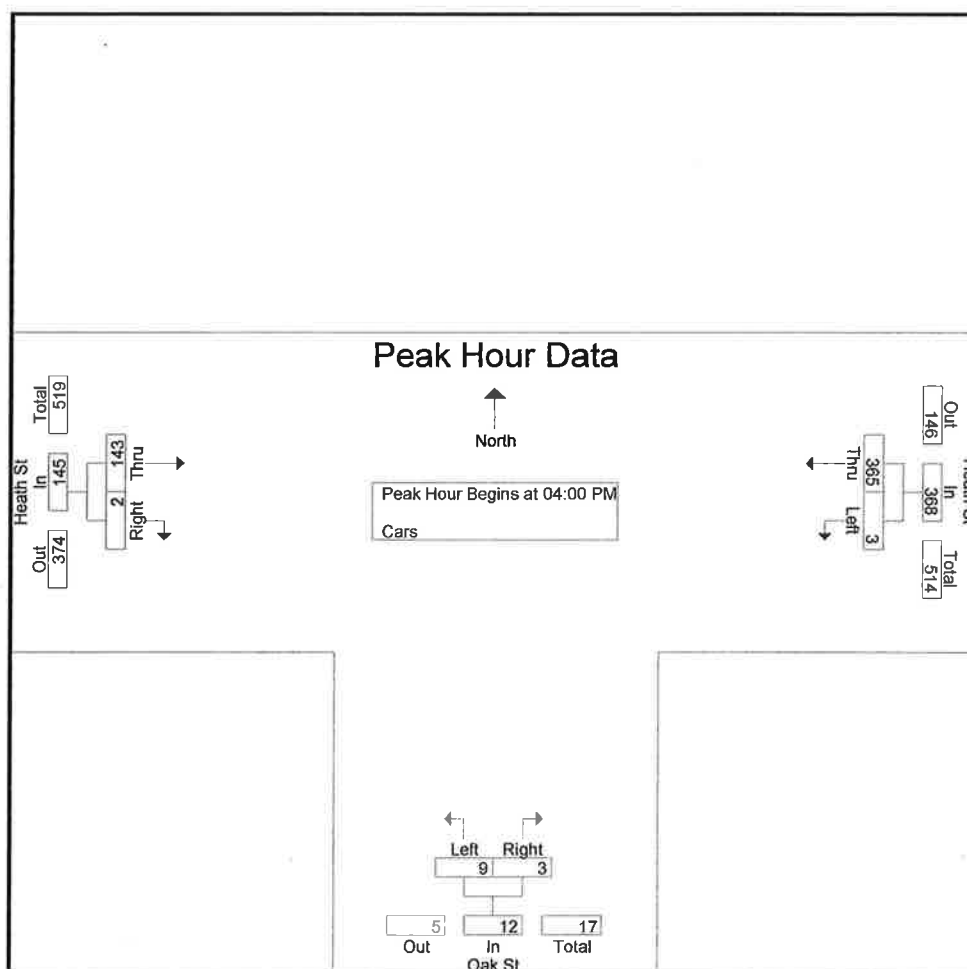 Peak Hour Data
North
Peak Hour Begins at 04:00 PM
Cars
Heath St
Out
In
Total
374
145
519
Right
Thru
2
143
Out
In
Total
146
368
514
Thru
Left
365
3
Left
Right
9
3
5
12
17
Out
In
Total
Oak St